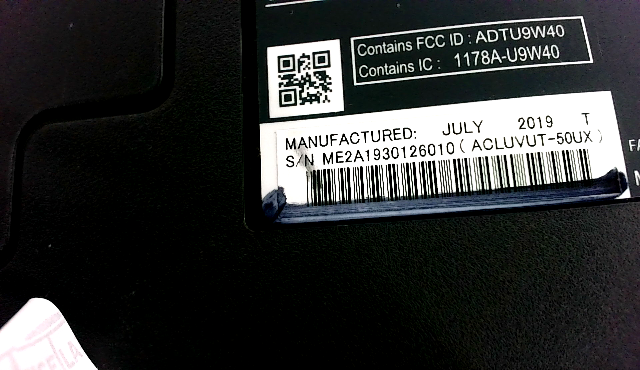 Contains FCC ID : ADTU9W40
Contains IC : 1178A-U9W40
MANUFACTURED: JULY 2019 T
S/N ME2A1930126010 ( ACLUVUT-50UX )